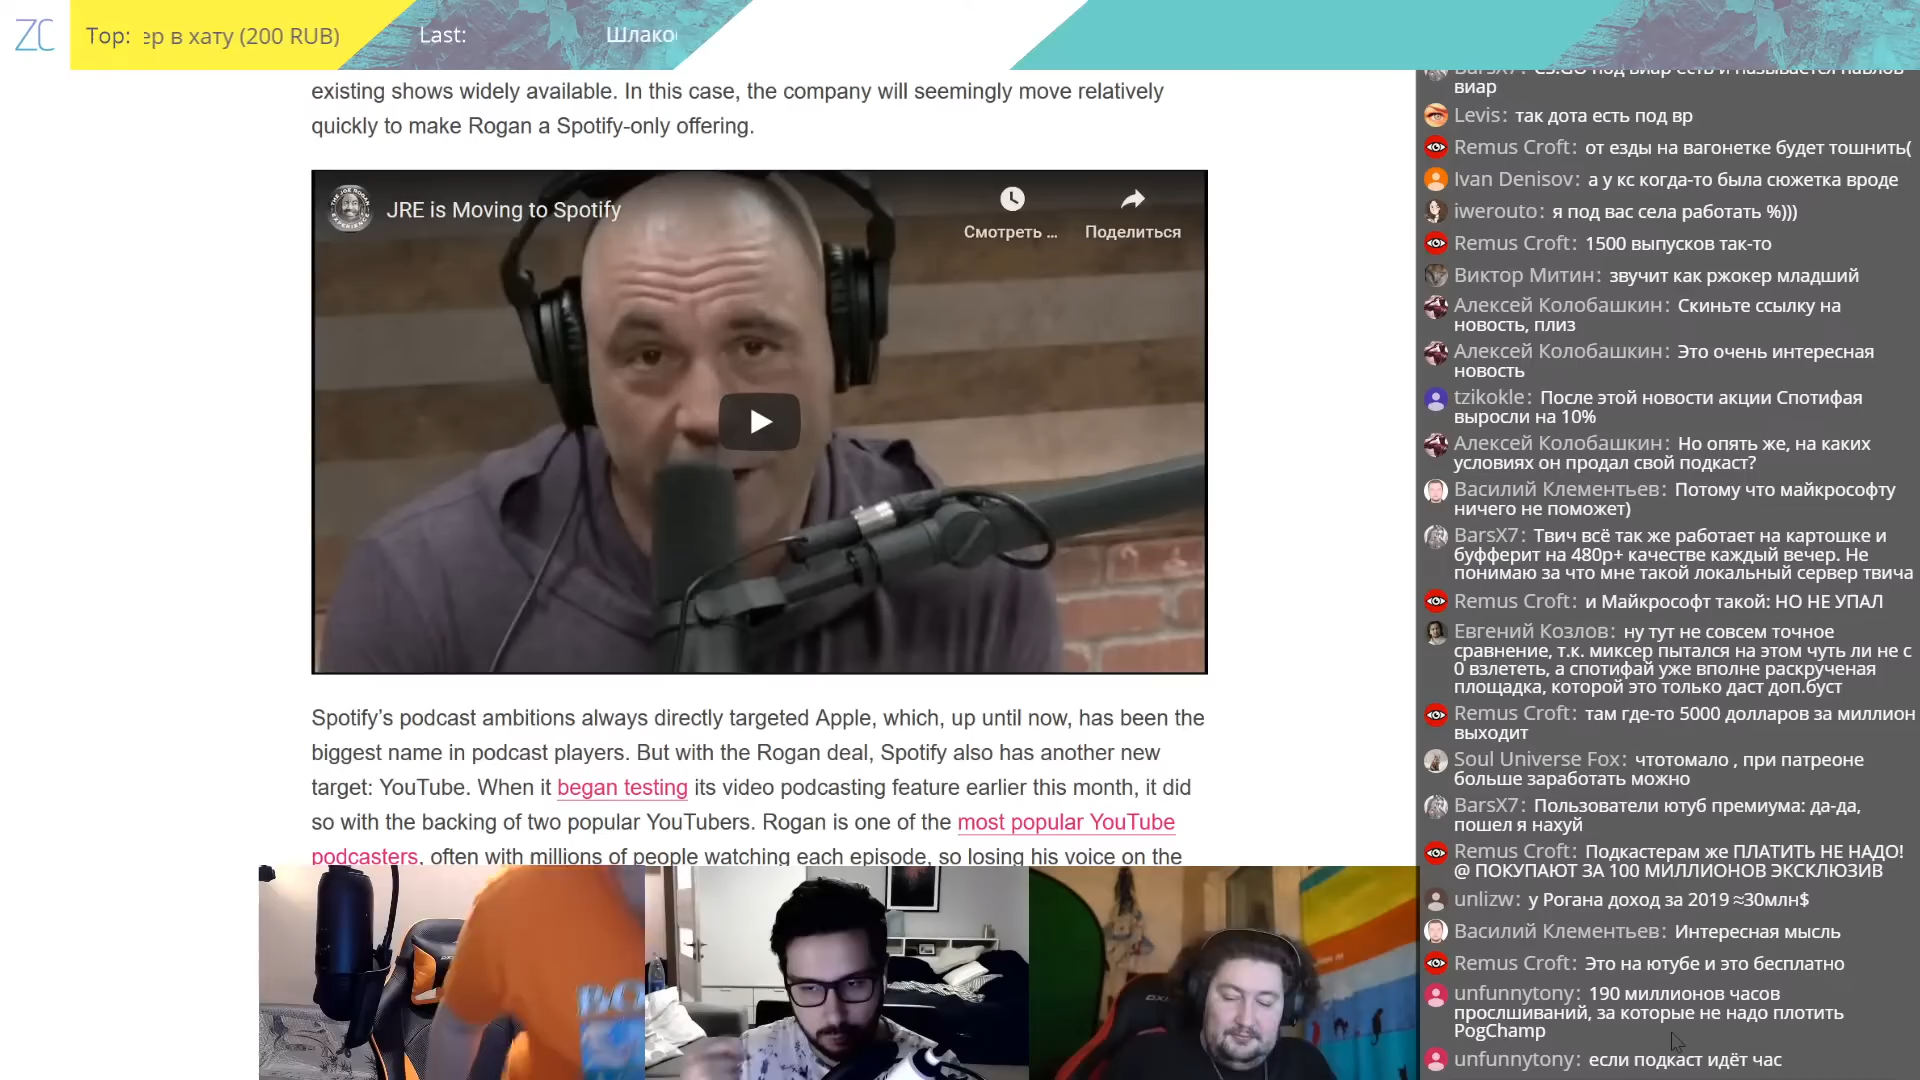 ZC
Top: ер в хату (200 RUB)
Last:
Шлако
existing shows widely available. In this case, the company will seemingly move relatively
quickly to make Rogan a Spotify-only offering.
JRE is Moving to Spotify
Смотреть ...
Поделиться
Spotify’s podcast ambitions always directly targeted Apple, which, up until now, has been the
biggest name in podcast players. But with the Rogan deal, Spotify also has another new
target: YouTube. When it began testing its video podcasting feature earlier this month, it did
so with the backing of two popular YouTubers. Rogan is one of the most popular YouTube
podcasters, often with millions of people watching each episode, so losing his voice on the
BarsX7: CS:GO под виар есть и называется павлов
виар
Levis: так дота есть под вр
Remus Croft: от езды на вагонетке будет тошнить(
Ivan Denisov: а у кс когда-то была сюжетка вроде
iwerouto: я под вас села работать %)))
Remus Croft: 1500 выпусков так-то
Виктор Митин: звучит как ржокер младший
Алексей Колобашкин: Скиньте ссылку на
новость, плиз
Алексей Колобашкин: Это очень интересная
новость
tzikokle: После этой новости акции Спотифая
выросли на 10%
Алексей Колобашкин: Но опять же, на каких
условиях он продал свой подкаст?
Василий Клементьев: Потому что майкрософту
ничего не поможет)
BarsX7: Твич всё так же работает на картошке и
буфферит на 480p+ качестве каждый вечер. Не
понимаю за что мне такой локальный сервер твича
Remus Croft: и Майкрософт такой: НО НЕ УПАЛ
Евгений Козлов: ну тут не совсем точное
сравнение, т.к. миксер пытался на этом чуть ли не с
0 взлететь, а спотифай уже вполне раскрученая
площадка, которой это только даст доп.буст
Remus Croft: там где-то 5000 долларов за миллион
выходит
Soul Universe Fox: чтотомало , при патреоне
больше заработать можно
BarsX7: Пользователи ютуб премиума: да-да,
пошел я нахуй
Remus Croft: Подкастерам же ПЛАТИТЬ НЕ НАДО!
@ ПОКУПАЮТ ЗА 100 МИЛЛИОНОВ ЭКСКЛЮЗИВ
unlizw: у Рогана доход за 2019 ≈30млн$
Василий Клементьев: Интересная мысль
Remus Croft: Это на ютубе и это бесплатно
unfunnytony: 190 миллионов часов
прослшиваний, за которые не надо плотить
PogChamp
unfunnytony: если подкаст идёт час